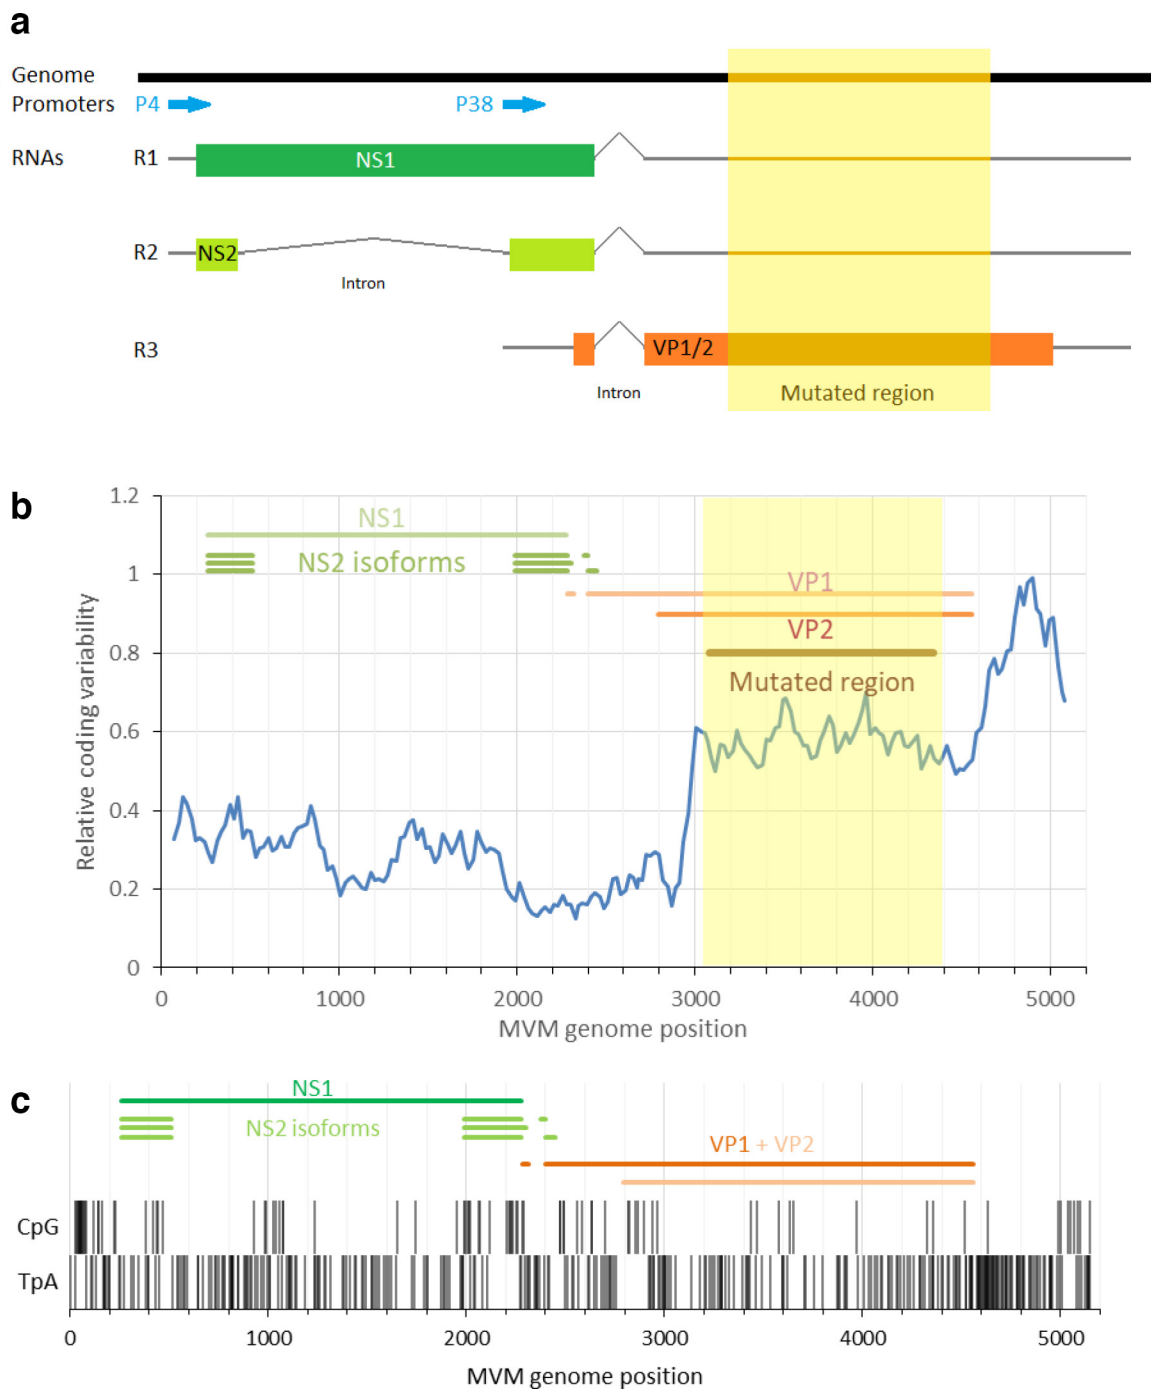 a
Genome
Promoters P4 P38
RNAs R1 NS1
R2 NS2
Intron
R3 VP1/2
Intron Mutated region
b
1.2
NS1
NS2 isoforms
1
VP1
VP2
0.8
Mutated region
0.6
0.4
0.2
0
Relative coding variability
0 1000 2000 3000 4000 5000
MVM genome position
c
NS1
NS2 isoforms
VP1 + VP2
CpG
TpA
0 1000 2000 3000 4000 5000
MVM genome position